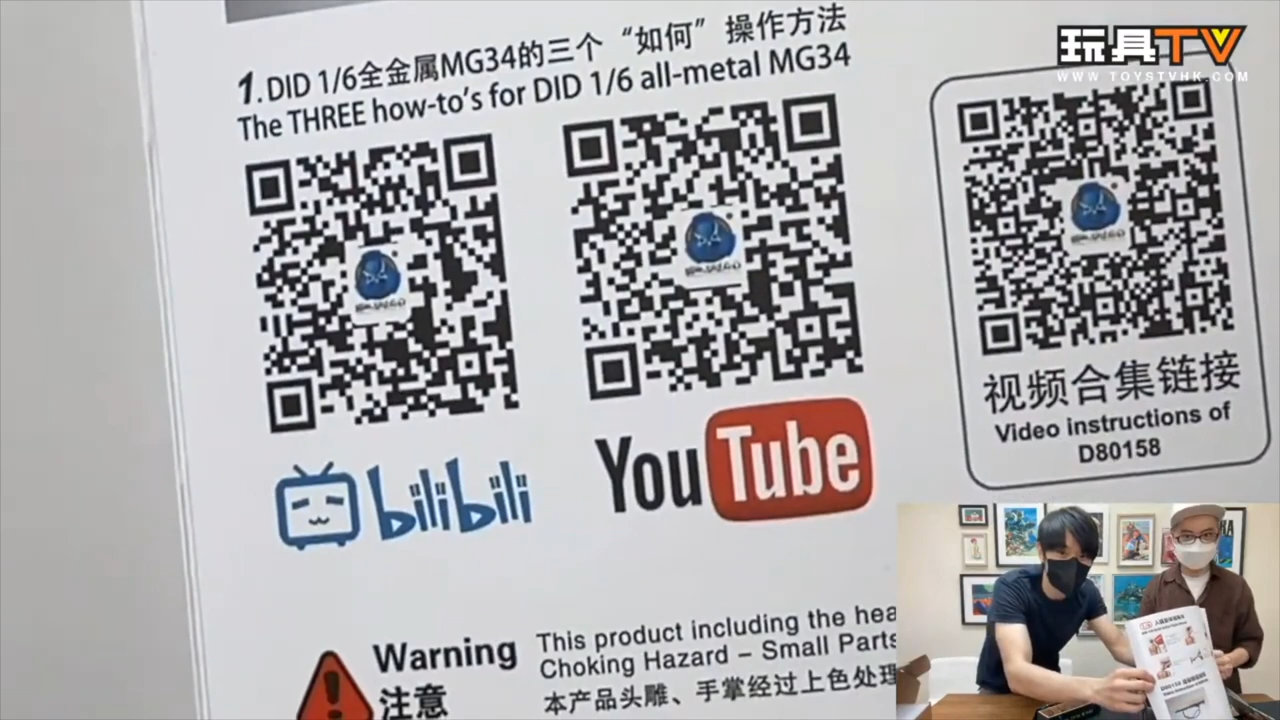 玩具TV
WWW.TOYSTVHK.COM
1.DID 1/6全金属MG34的三个“如何”操作方法
The THREE how-to's for DID 1/6 all-metal MG34
bilibili
YouTube
视频合集链接
Video instructions of
D80158
Warning
注意
This product including the hea
Choking Hazard – Small Parts
本产品头雕、手掌经过上色处理